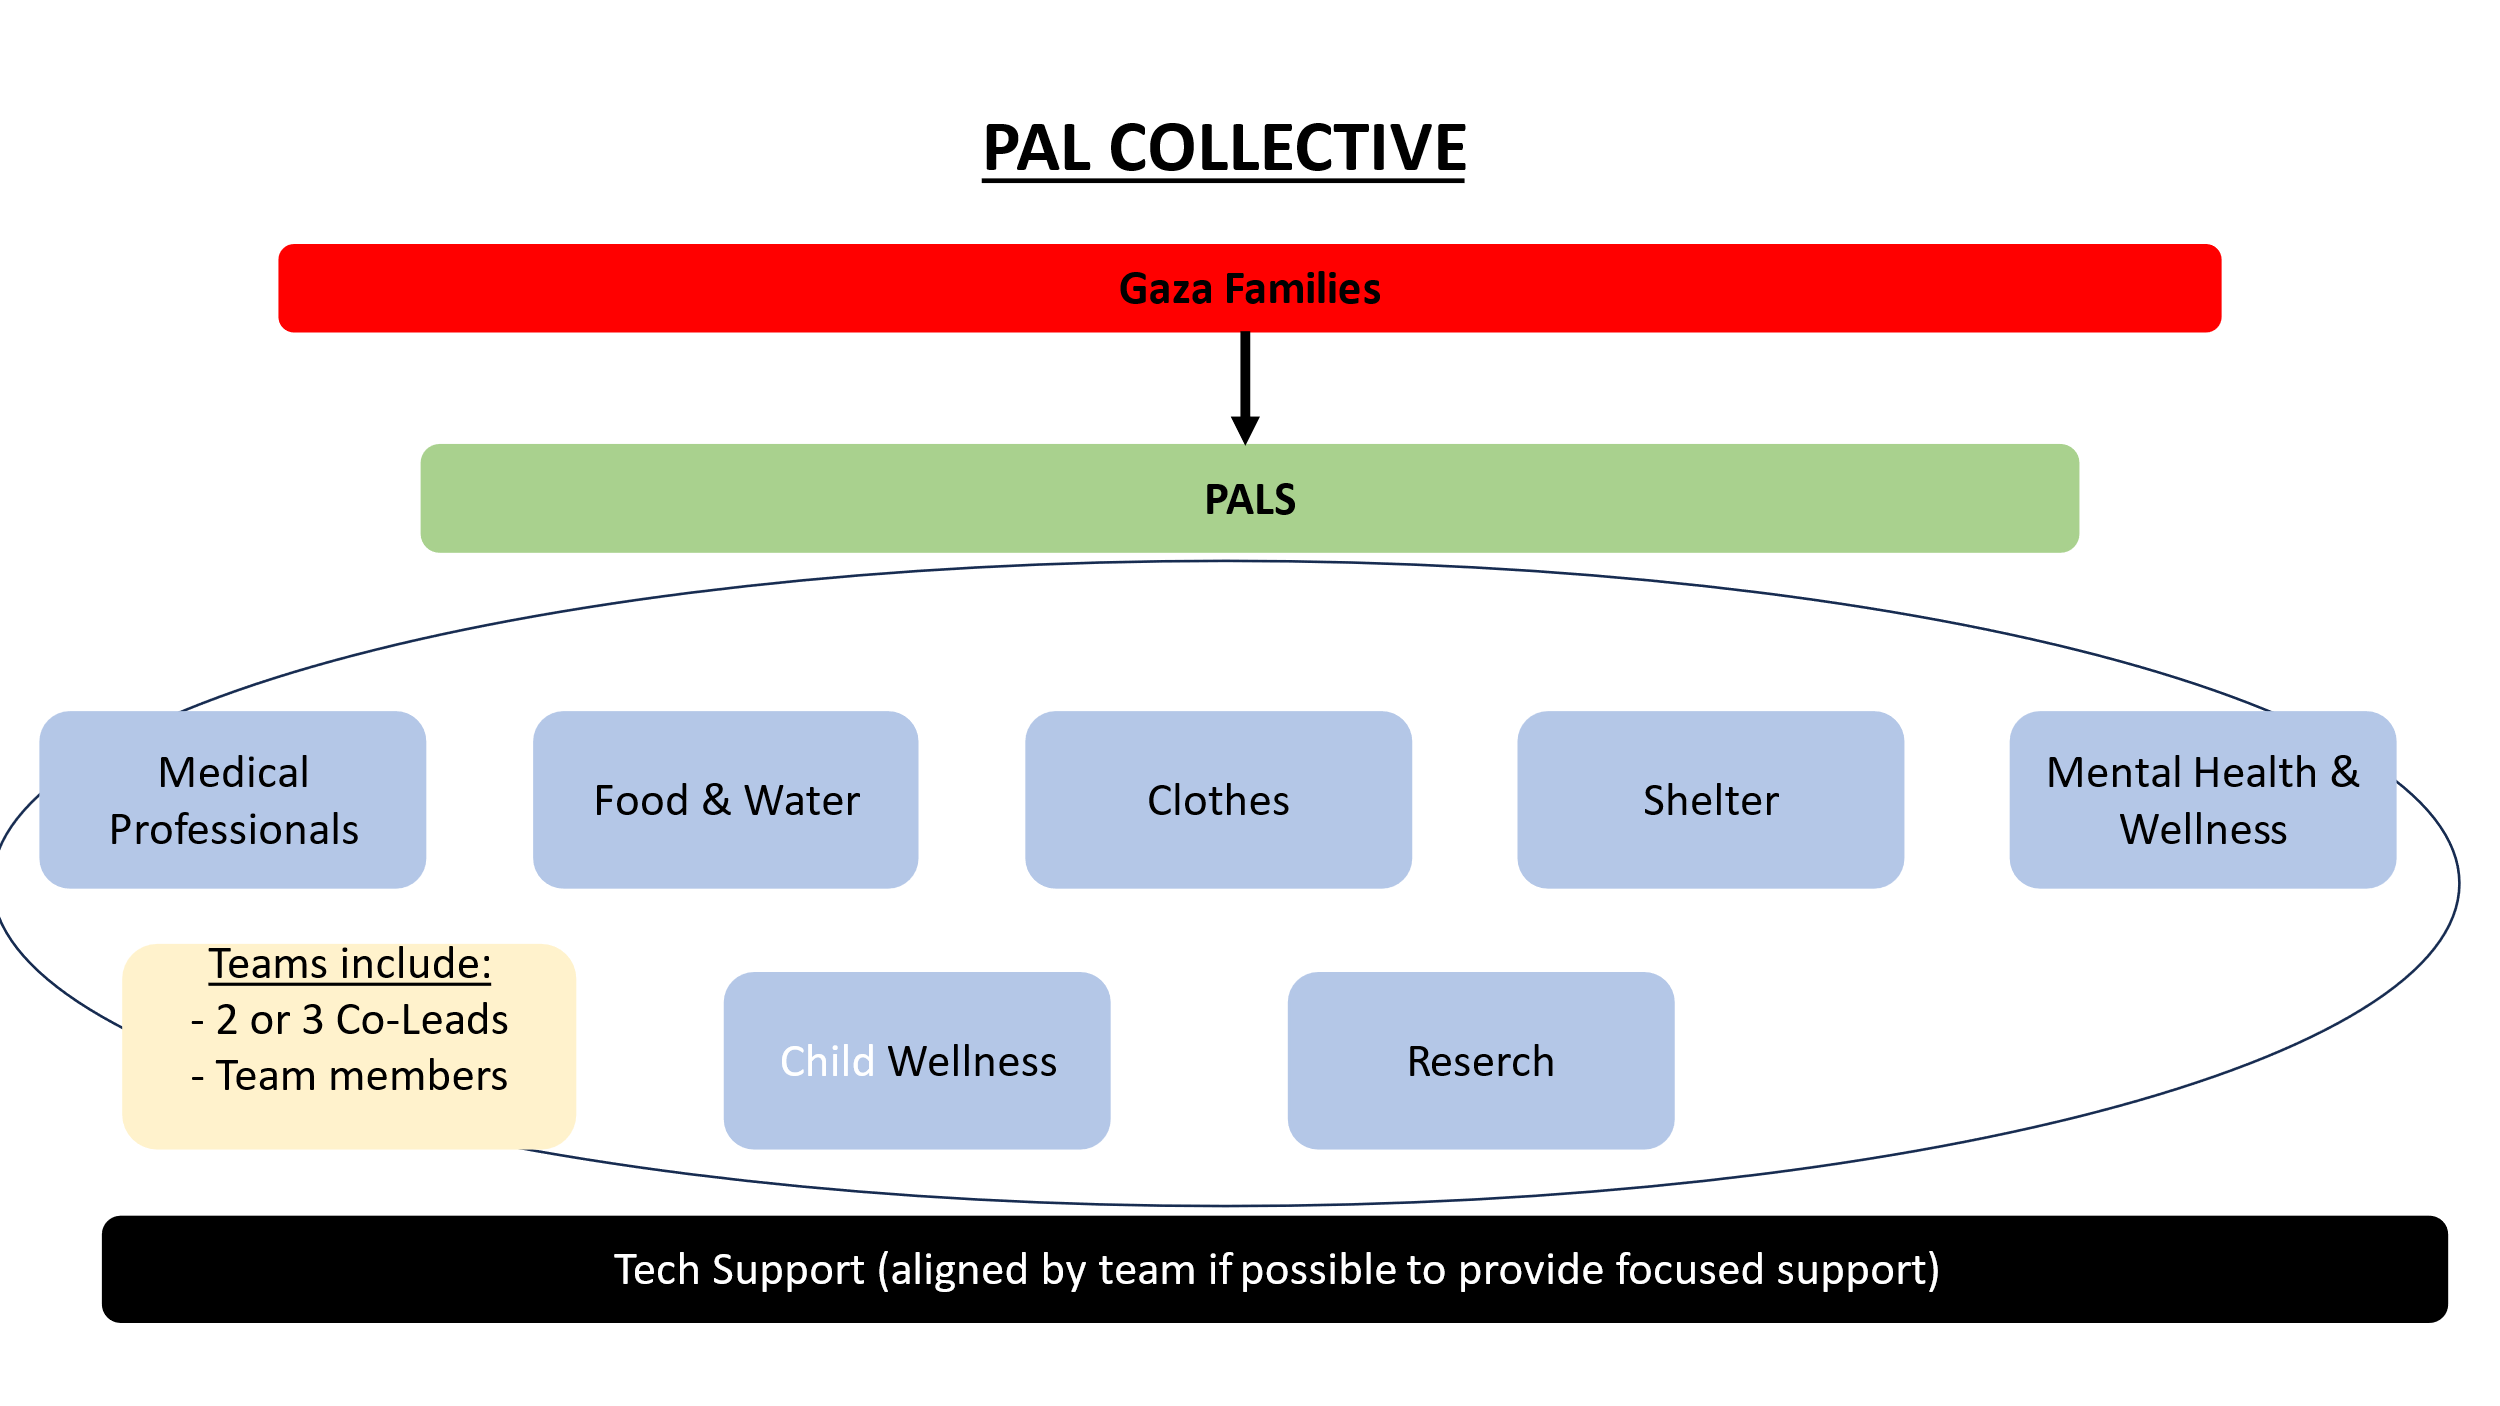 PAL COLLECTIVE
Gaza Families
PALS
Medical
Professionals
Food & Water
Clothes
Shelter
Mental Health &
Wellness
Teams include:
- 2 or 3 Co-Leads
- Team members
Child Wellness
Reserch
Tech Support (aligned by team if possible to provide focused support)